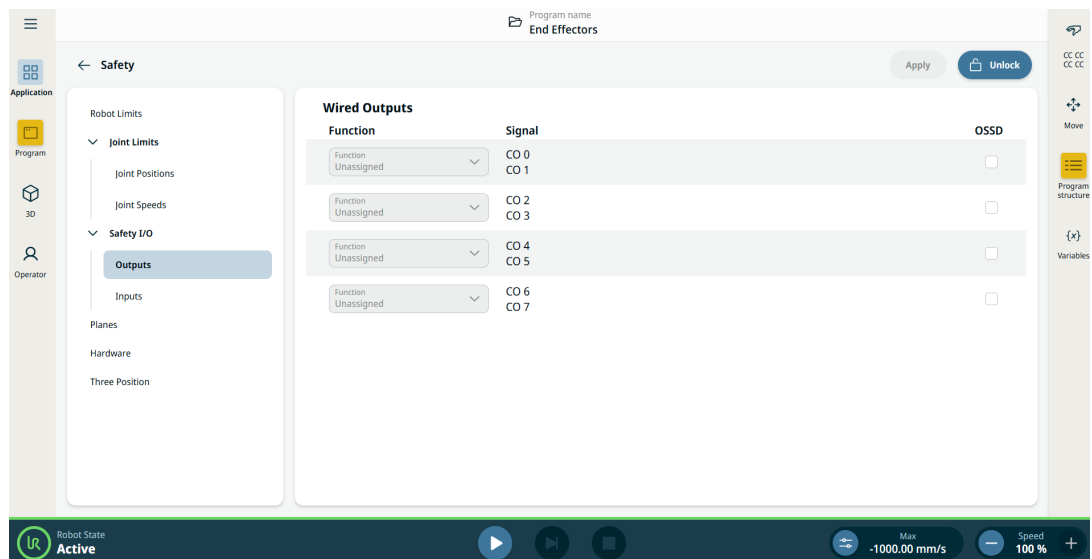 Program name
End Effectors
Application
Program
3D
Operator
Safety
Apply
Unlock
Robot Limits
Joint Limits
Joint Positions
Joint Speeds
Safety I/O
Outputs
Inputs
Planes
Hardware
Three Position
Wired Outputs
Function
Signal
OSSD
Function
Unassigned
CO 0
CO 1
Function
Unassigned
CO 2
CO 3
Function
Unassigned
CO 4
CO 5
Function
Unassigned
CO 6
CO 7
CC CC
CC CC
Move
Program
structure
{x}
Variables
UR
Robot State
Active
Max
-1000.00 mm/s
Speed
100 %